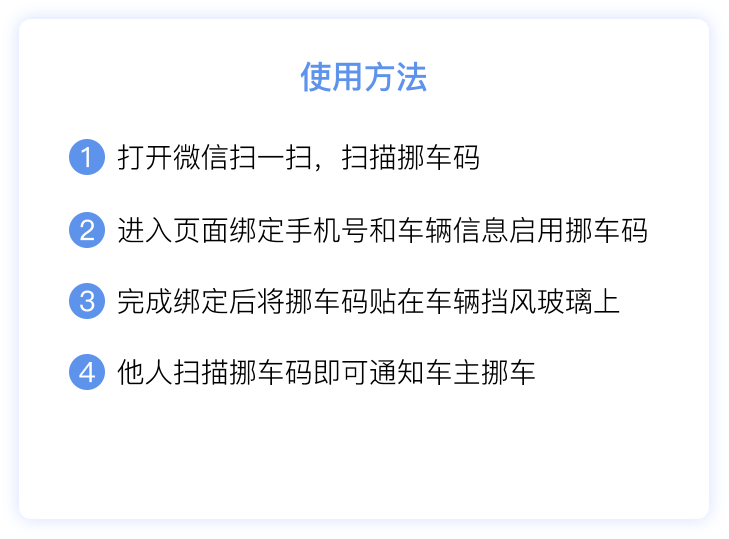 使用方法
1 打开微信扫一扫，扫描挪车码
2 进入页面绑定手机号和车辆信息启用挪车码
3 完成绑定后将挪车码贴在车辆挡风玻璃上
4 他人扫描挪车码即可通知车主挪车